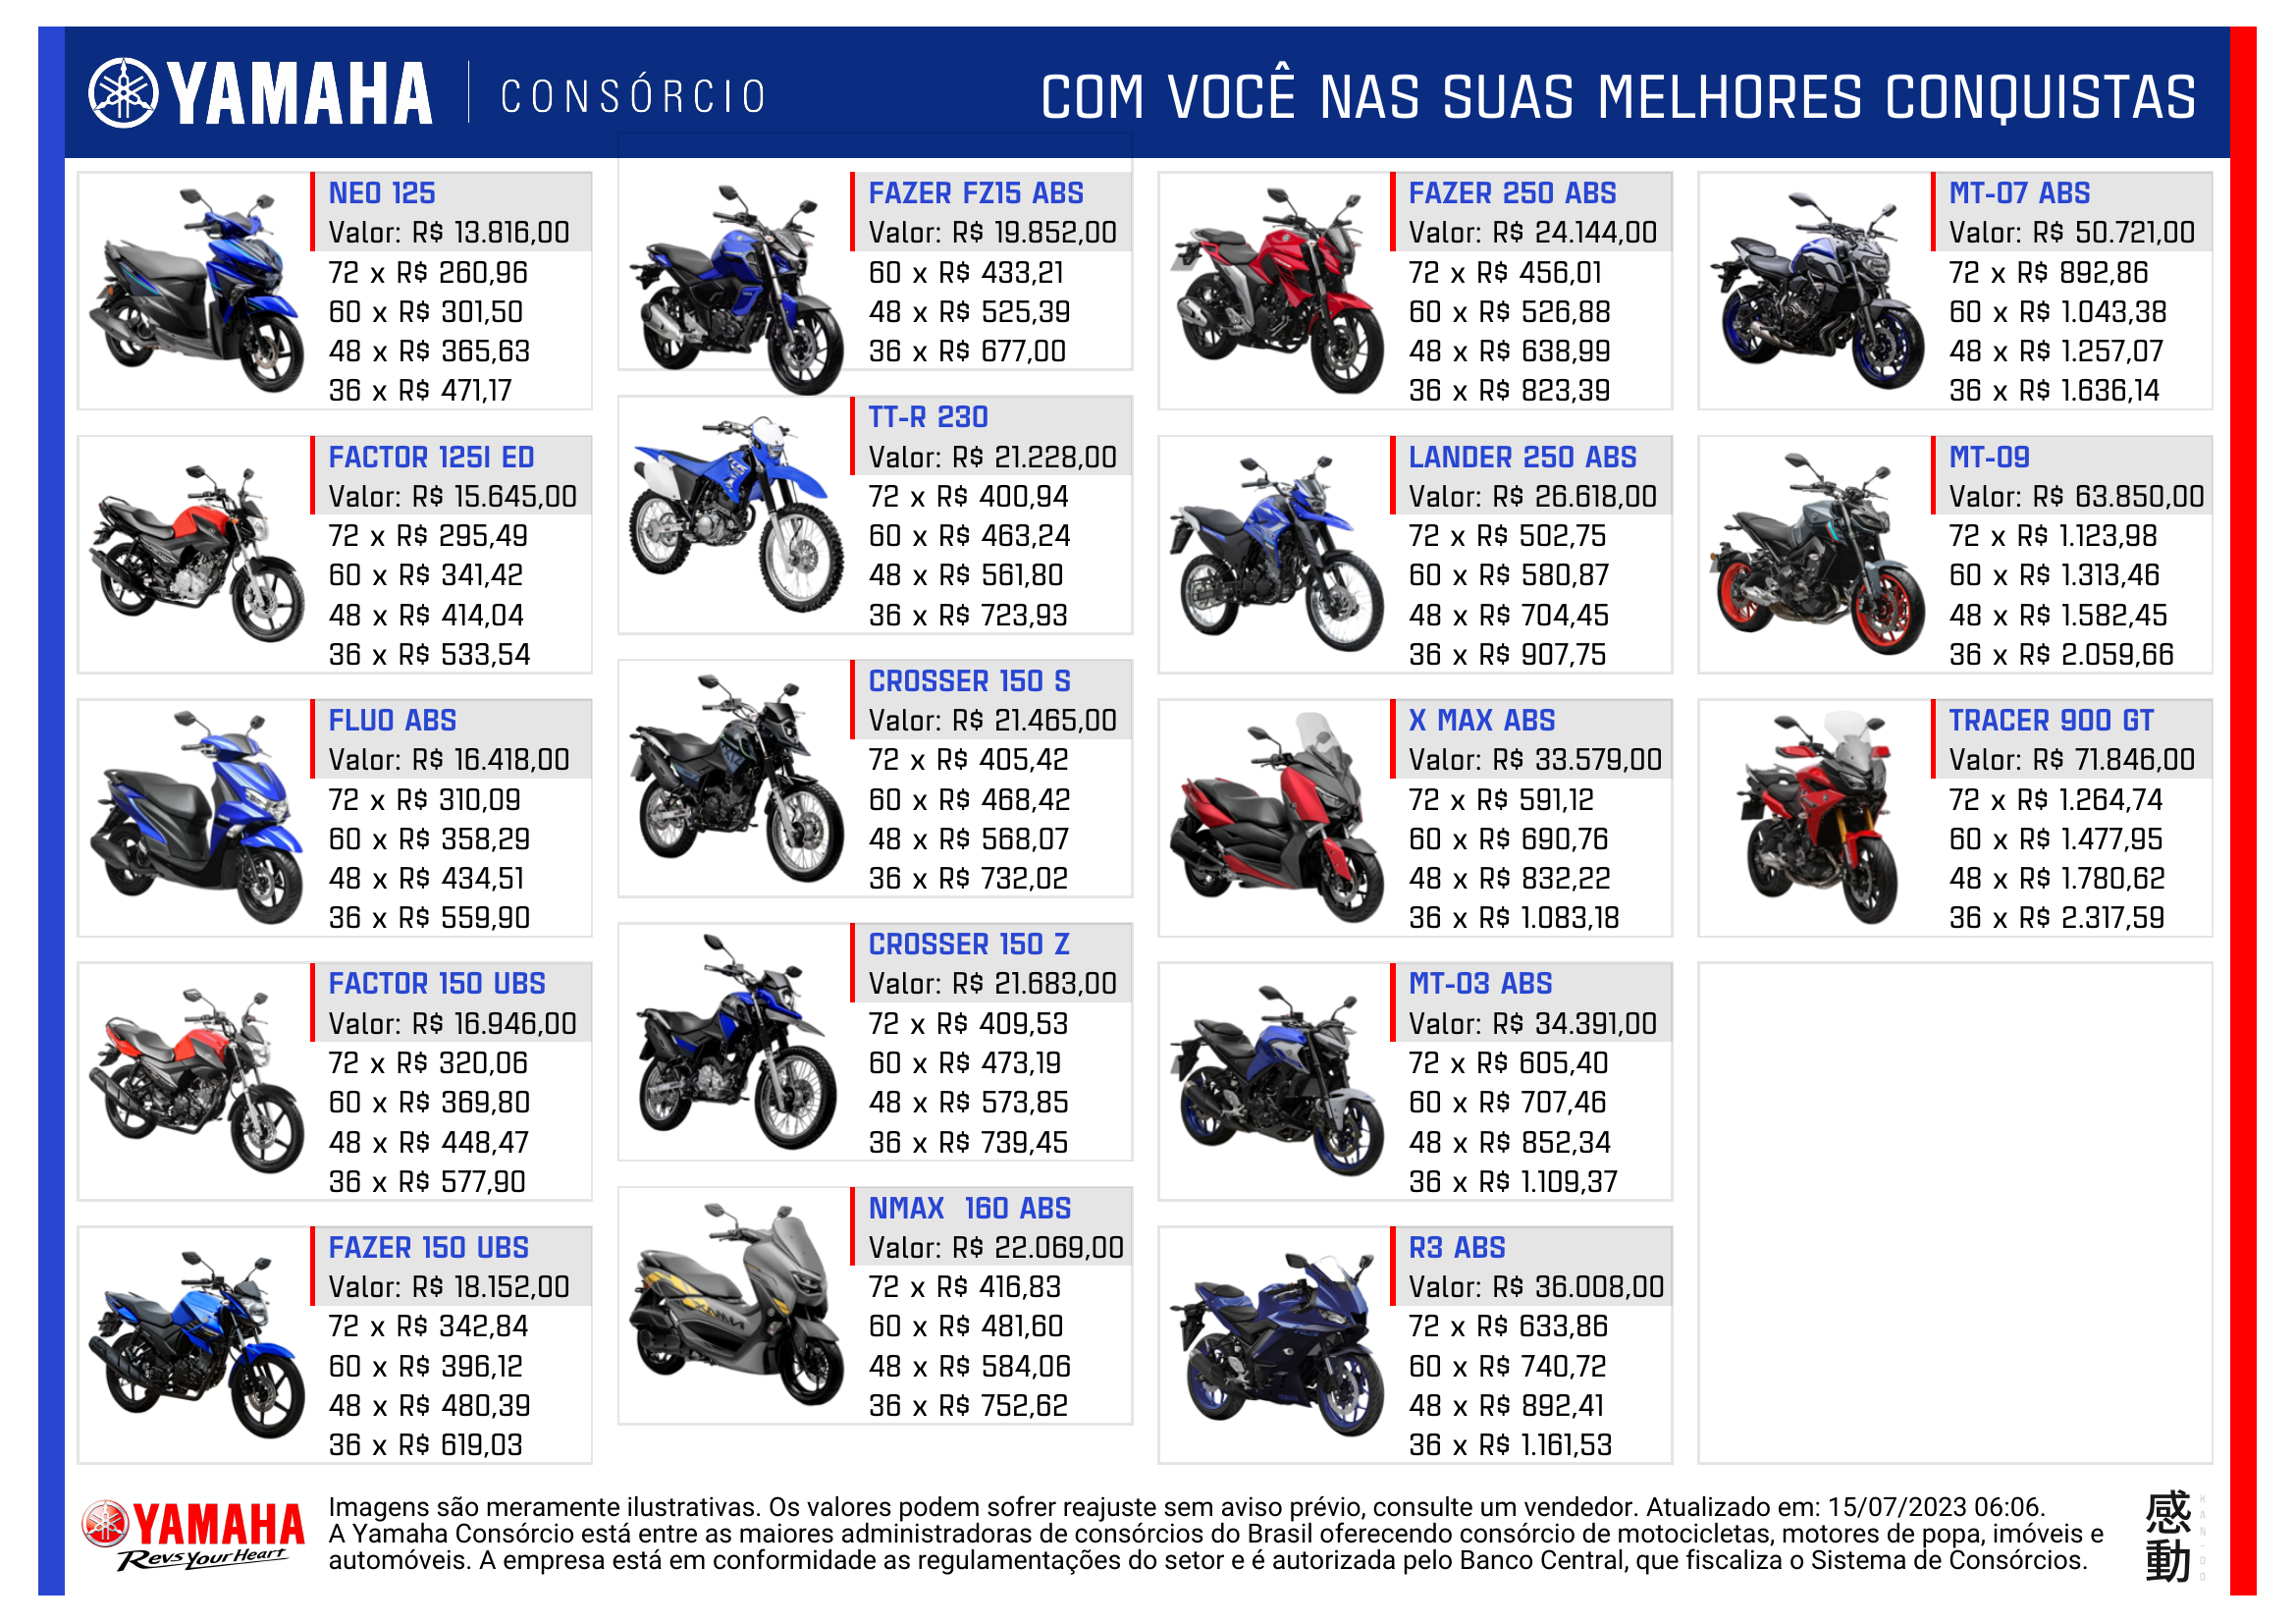 YAMAHA CONSÓRCIO
COM VOCÊ NAS SUAS MELHORES CONQUISTAS
NEO 125
Valor: R$ 13.816,00
72 x R$ 260,96
60 x R$ 301,50
48 x R$ 365,63
36 x R$ 471,17
FACTOR 125I ED
Valor: R$ 15.645,00
72 x R$ 295,49
60 x R$ 341,42
48 x R$ 414,04
36 x R$ 533,54
FLUO ABS
Valor: R$ 16.418,00
72 x R$ 310,09
60 x R$ 358,29
48 x R$ 434,51
36 x R$ 559,90
FACTOR 150 UBS
Valor: R$ 16.946,00
72 x R$ 320,06
60 x R$ 369,80
48 x R$ 448,47
36 x R$ 577,90
FAZER 150 UBS
Valor: R$ 18.152,00
72 x R$ 342,84
60 x R$ 396,12
48 x R$ 480,39
36 x R$ 619,03
FAZER FZ15 ABS
Valor: R$ 19.852,00
60 x R$ 433,21
48 x R$ 525,39
36 x R$ 677,00
TT-R 230
Valor: R$ 21.228,00
72 x R$ 400,94
60 x R$ 463,24
48 x R$ 561,80
36 x R$ 723,93
CROSSER 150 S
Valor: R$ 21.465,00
72 x R$ 405,42
60 x R$ 468,42
48 x R$ 568,07
36 x R$ 732,02
CROSSER 150 Z
Valor: R$ 21.683,00
72 x R$ 409,53
60 x R$ 473,19
48 x R$ 573,85
36 x R$ 739,45
NMAX 160 ABS
Valor: R$ 22.069,00
72 x R$ 416,83
60 x R$ 481,60
48 x R$ 584,06
36 x R$ 752,62
FAZER 250 ABS
Valor: R$ 24.144,00
72 x R$ 456,01
60 x R$ 526,88
48 x R$ 638,99
36 x R$ 823,39
LANDER 250 ABS
Valor: R$ 26.618,00
72 x R$ 502,75
60 x R$ 580,87
48 x R$ 704,45
36 x R$ 907,75
X MAX ABS
Valor: R$ 33.579,00
72 x R$ 591,12
60 x R$ 690,76
48 x R$ 832,22
36 x R$ 1.083,18
MT-03 ABS
Valor: R$ 34.391,00
72 x R$ 605,40
60 x R$ 707,46
48 x R$ 852,34
36 x R$ 1.109,37
R3 ABS
Valor: R$ 36.008,00
72 x R$ 633,86
60 x R$ 740,72
48 x R$ 892,41
36 x R$ 1.161,53
MT-07 ABS
Valor: R$ 50.721,00
72 x R$ 892,86
60 x R$ 1.043,38
48 x R$ 1.257,07
36 x R$ 1.636,14
MT-09
Valor: R$ 63.850,00
72 x R$ 1.123,98
60 x R$ 1.313,46
48 x R$ 1.582,45
36 x R$ 2.059,66
TRACER 900 GT
Valor: R$ 71.846,00
72 x R$ 1.264,74
60 x R$ 1.477,95
48 x R$ 1.780,62
36 x R$ 2.317,59
YAMAHA
Revs Your Heart
Imagens são meramente ilustrativas. Os valores podem sofrer reajuste sem aviso prévio, consulte um vendedor. Atualizado em: 15/07/2023 06:06.
A Yamaha Consórcio está entre as maiores administradoras de consórcios do Brasil oferecendo consórcio de motocicletas, motores de popa, imóveis e
automóveis. A empresa está em conformidade as regulamentações do setor e é autorizada pelo Banco Central, que fiscaliza o Sistema de Consórcios.
感動
KAN-DO